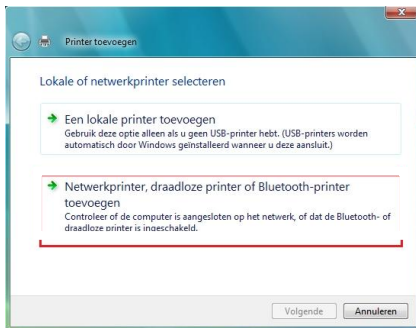 Printer toevoegen
Lokale of netwerkprinter selecteren
Een lokale printer toevoegen
Gebruik deze optie alleen als u geen USB-printer hebt. (USB-printers worden
automatisch door Windows geïnstalleerd wanneer u deze aansluit.)
Netwerkprinter, draadloze printer of Bluetooth-printer
toevoegen
Controleer of de computer is aangesloten op het netwerk, of dat de Bluetooth- of
draadloze printer is ingeschakeld.
Volgende
Annuleren